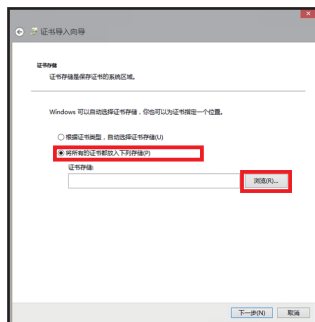 证书导入向导
证书存储
证书存储是保存证书的系统区域。
Windows 可以自动选择证书存储，你也可以为证书指定一个位置。
根据证书类型，自动选择证书存储(U)
将所有的证书都放入下列存储(P)
证书存储:
浏览(R)...
下一步(N) 取消